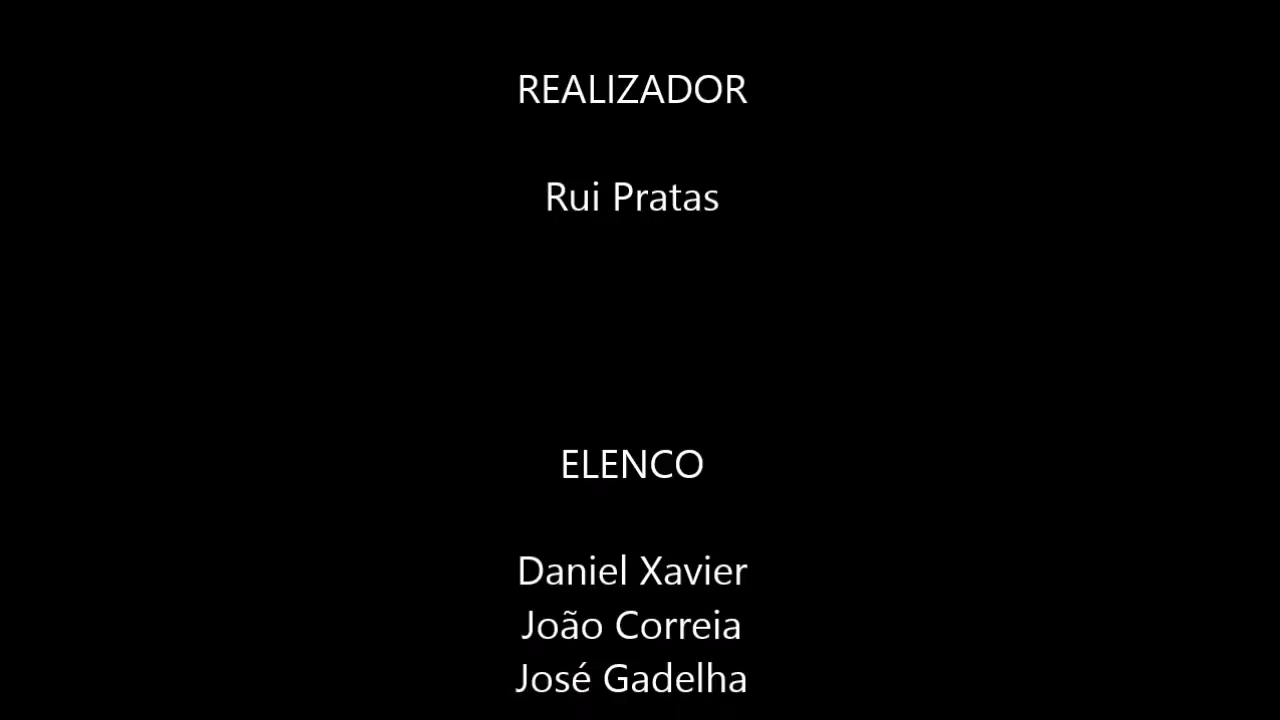 REALIZADOR
Rui Pratas
ELENCO
Daniel Xavier
João Correia
José Gadelha